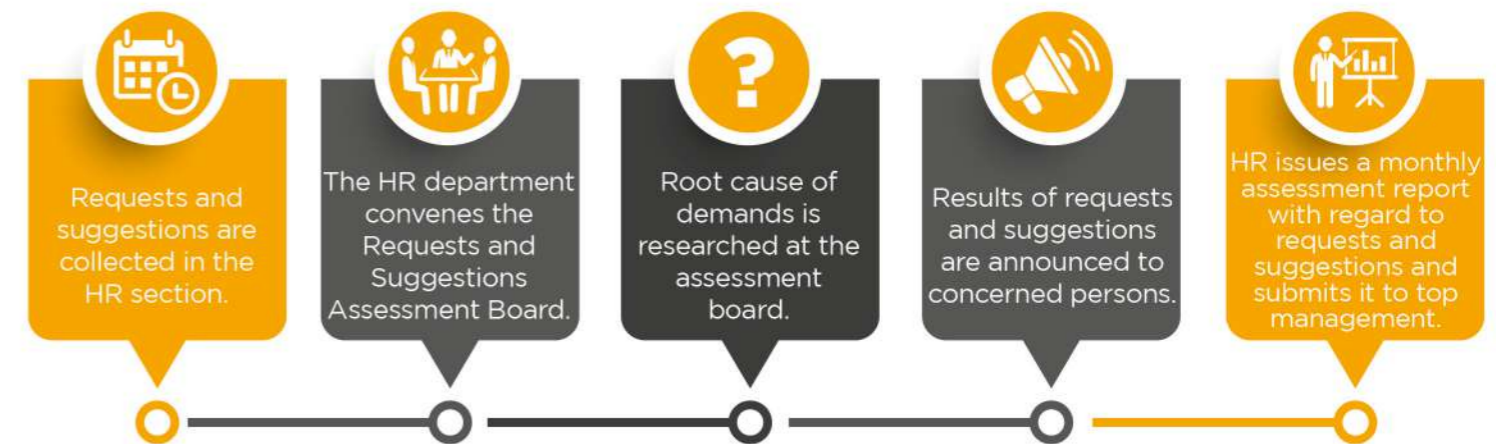 Requests and
suggestions are
collected in the
HR section.
The HR department
convenes the
Requests and
Suggestions
Assessment Board.
Root cause of
demands is
researched at the
assessment
board.
Results of requests
and suggestions
are announced to
concerned persons.
HR issues a monthly
assessment report
with regard to
requests and
suggestions and
submits it to top
management.